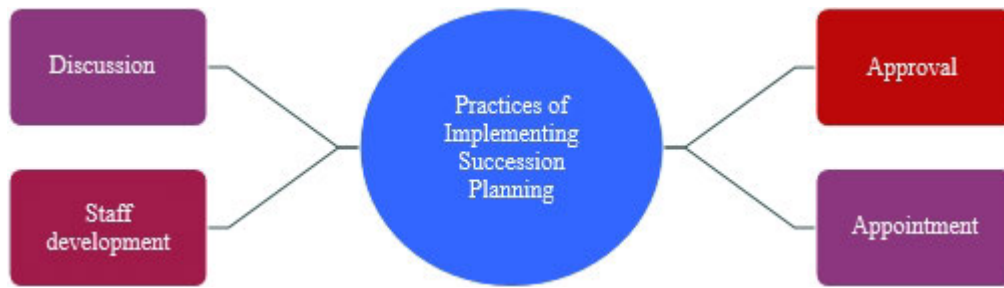 Discussion
Staff
development
Practices of
Implementing
Succession
Planning
Approval
Appointment